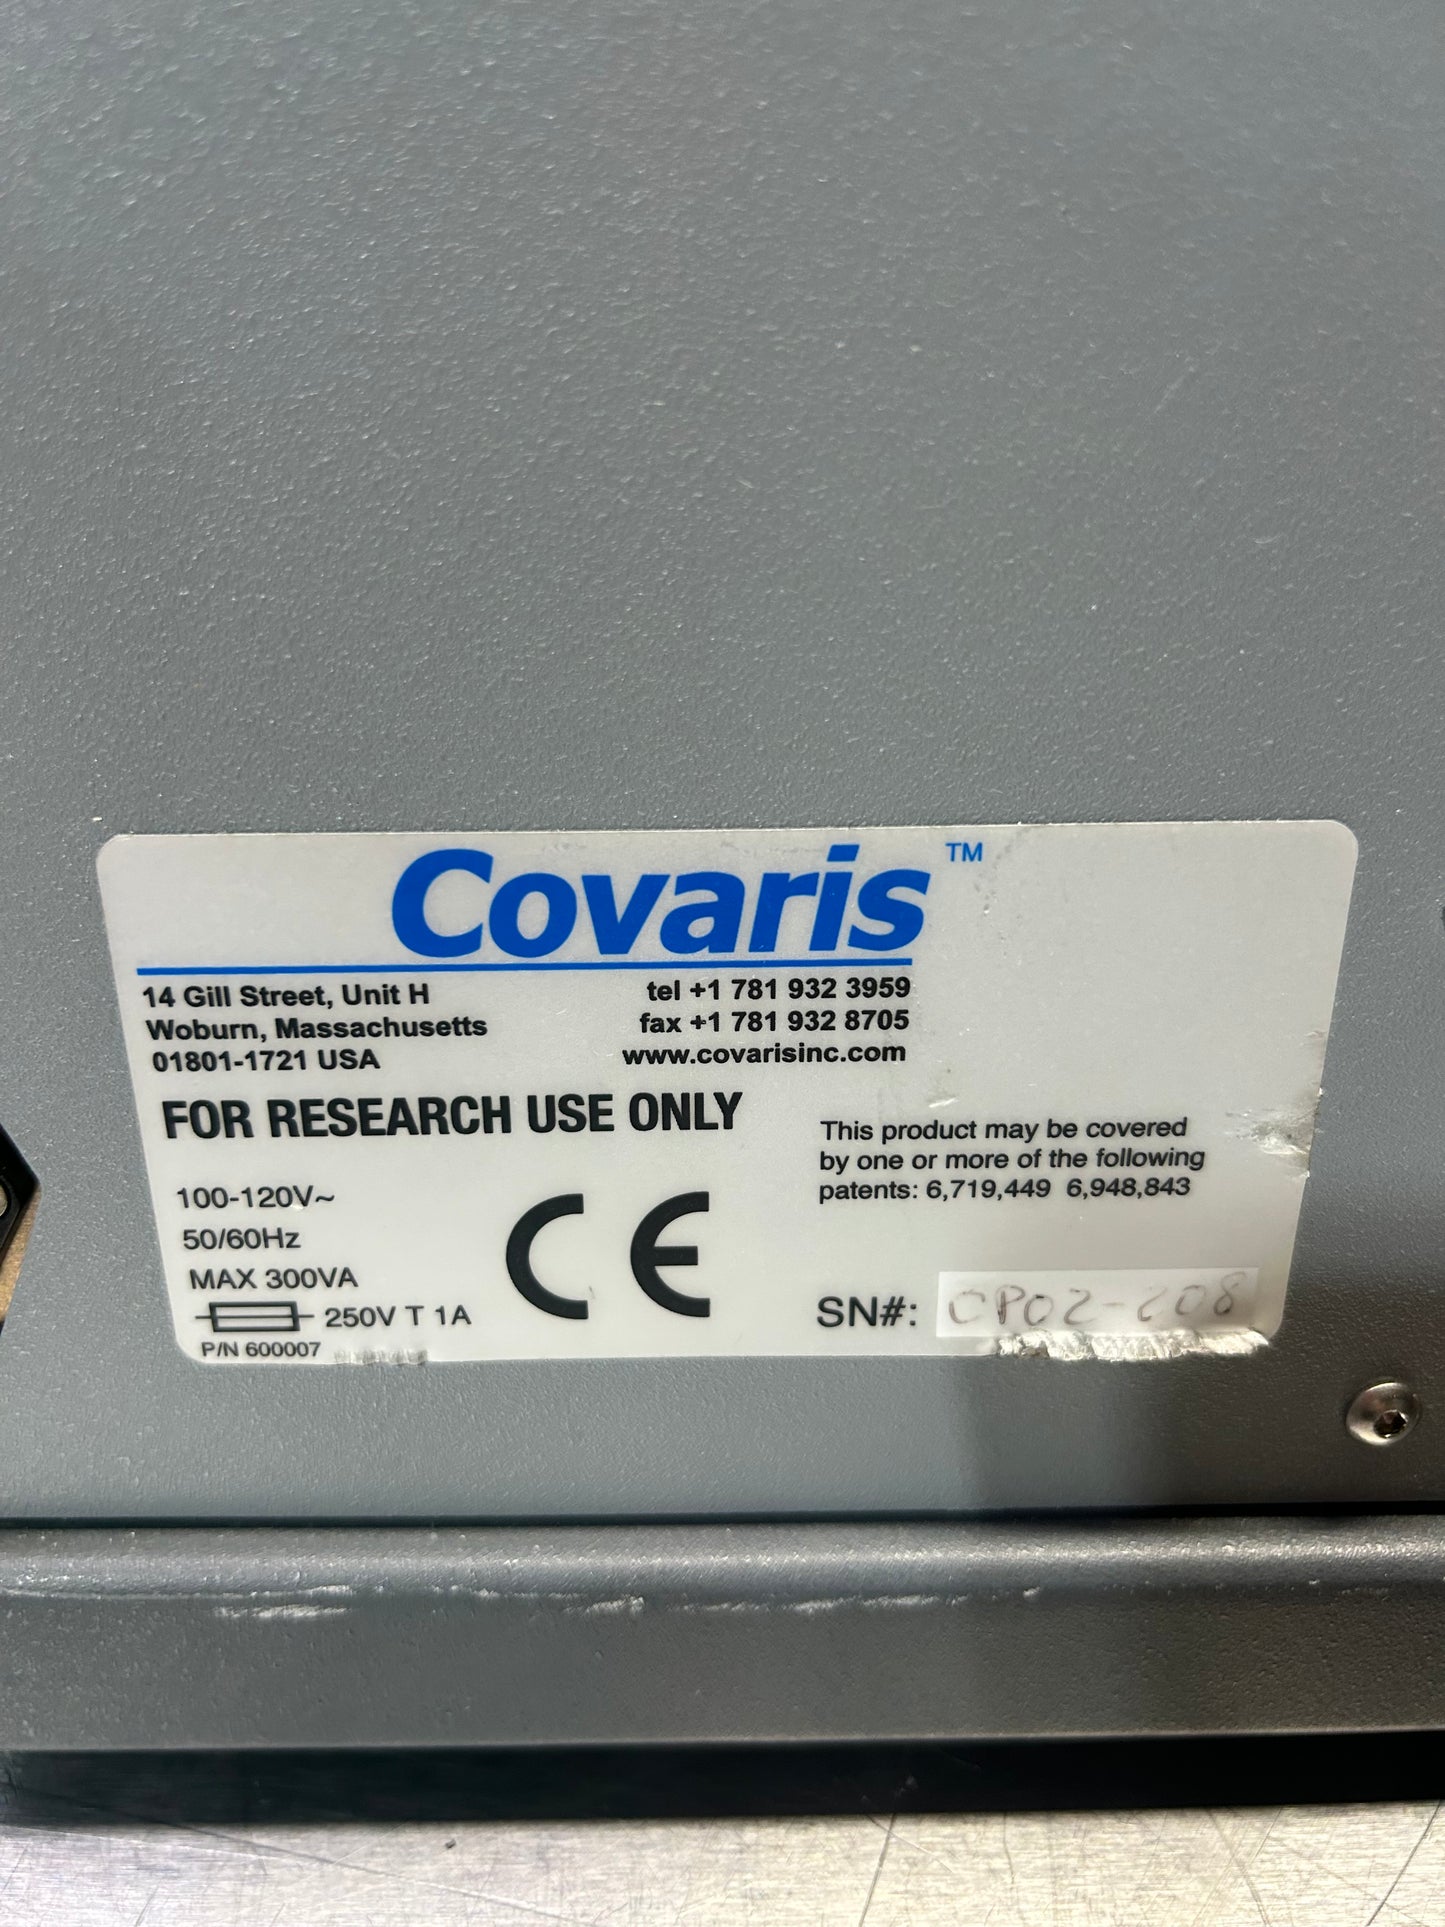 Covaris™
14 Gill Street, Unit H
Woburn, Massachusetts
01801-1721 USA
tel +1 781 932 3959
fax +1 781 932 8705
www.covarisinc.com
FOR RESEARCH USE ONLY
100-120V~
50/60Hz
MAX 300VA
250V T 1A
P/N 600007
CE
This product may be covered
by one or more of the following
patents: 6,719,449 6,948,843
SN#: CP02-208